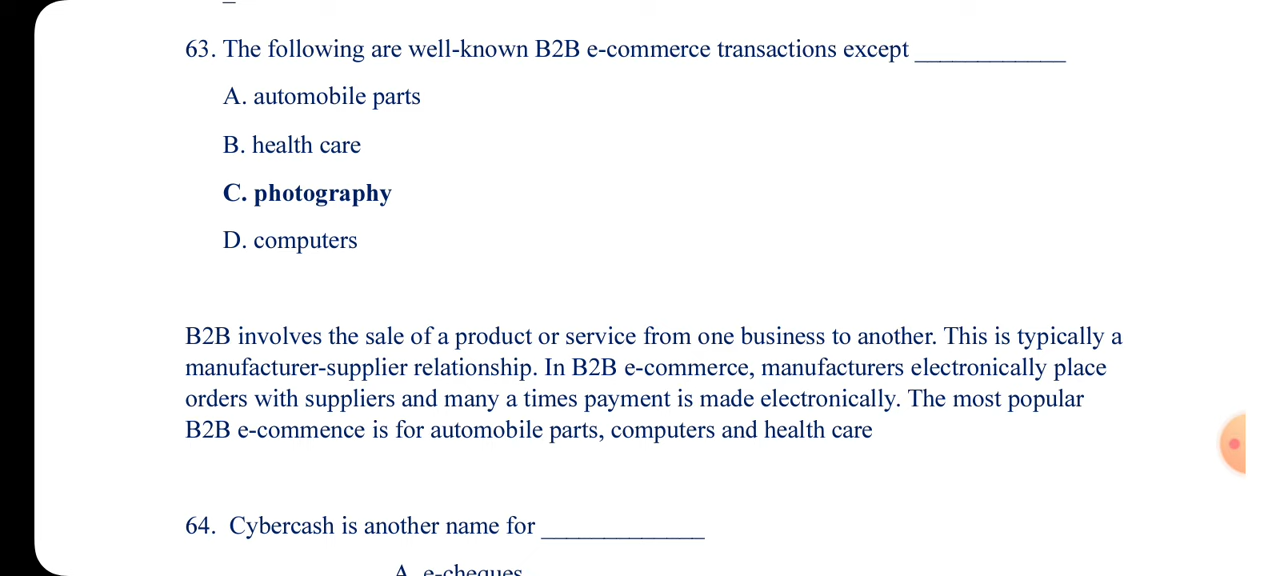 63. The following are well-known B2B e-commerce transactions except ____________
A. automobile parts
B. health care
C. photography
D. computers
B2B involves the sale of a product or service from one business to another. This is typically a
manufacturer-supplier relationship. In B2B e-commerce, manufacturers electronically place
orders with suppliers and many a times payment is made electronically. The most popular
B2B e-commence is for automobile parts, computers and health care
64. Cybercash is another name for _____________
A. e-cheques